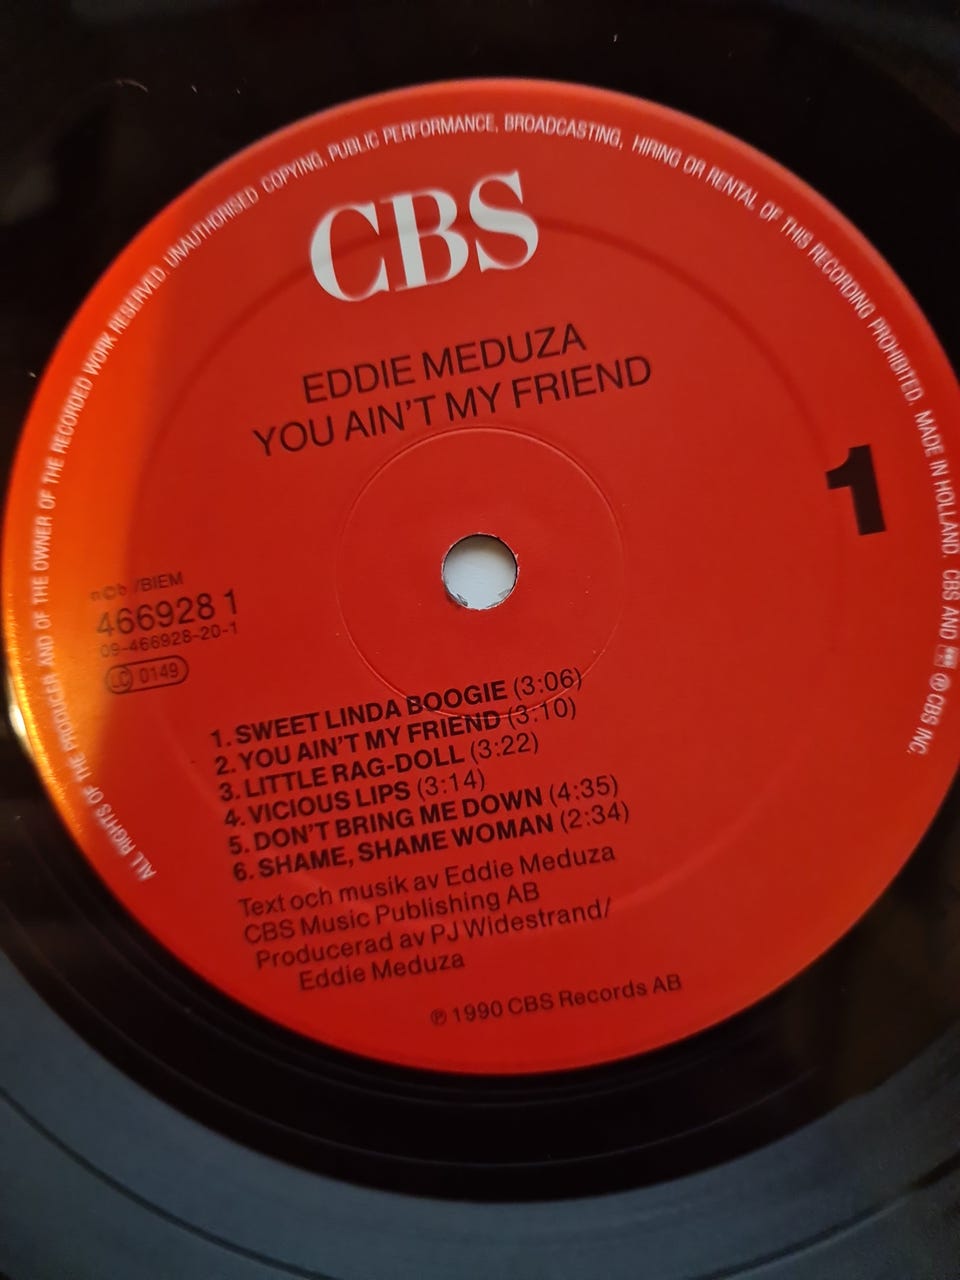 ALL RIGHTS OF THE PRODUCER AND OF THE OWNER OF THE RECORDED WORK RESERVED. UNAUTHORISED COPYING, PUBLIC PERFORMANCE, BROADCASTING, HIRING OR RENTAL OF THIS RECORDING PROHIBITED. MADE IN HOLLAND. CBS AND ℗ CBS INC.
CBS
EDDIE MEDUZA
YOU AIN'T MY FRIEND
1
n©b /BIEM
466928 1
09-466928-20-1
LC 0149
1. SWEET LINDA BOOGIE (3:06)
2. YOU AIN'T MY FRIEND (3:10)
3. LITTLE RAG-DOLL (3:22)
4. VICIOUS LIPS (3:14)
5. DON'T BRING ME DOWN (4:35)
6. SHAME, SHAME WOMAN (2:34)
Text och musik av Eddie Meduza
CBS Music Publishing AB
Producerad av PJ Widestrand/
Eddie Meduza
℗ 1990 CBS Records AB